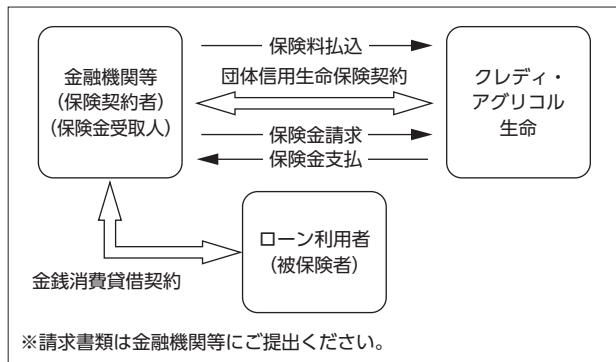 金融機関等
(保険契約者)
(保険金受取人)
保険料払込
団体信用生命保険契約
保険金請求
保険金支払
クレディ・
アグリコル
生命
ローン利用者
(被保険者)
金銭消費貸借契約
※請求書類は金融機関等にご提出ください。